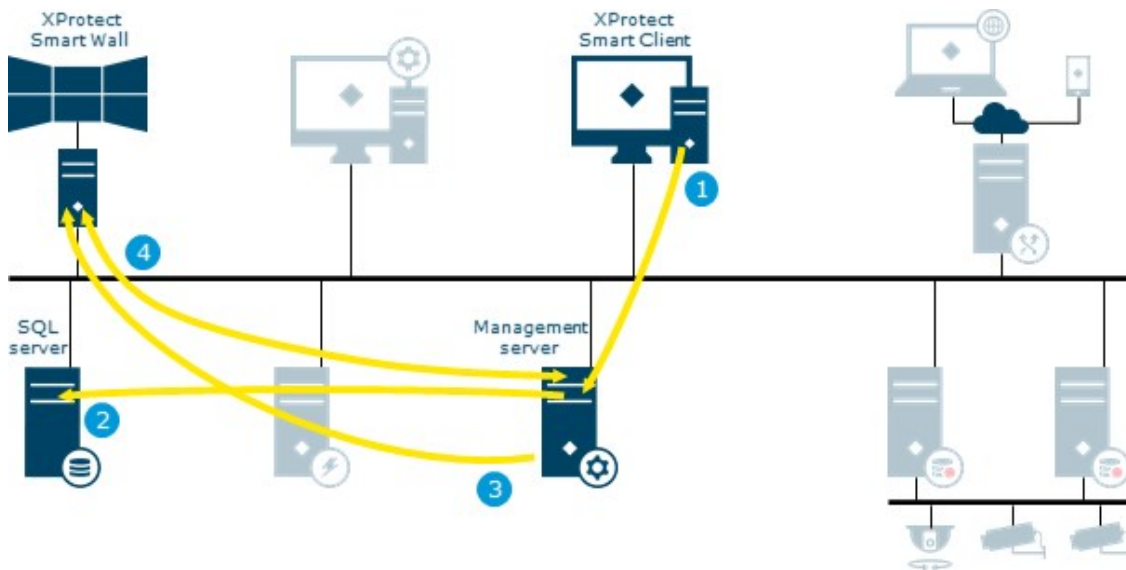 XProtect
Smart Wall
XProtect
Smart Client
1
4
SQL
server
Management
server
2
3